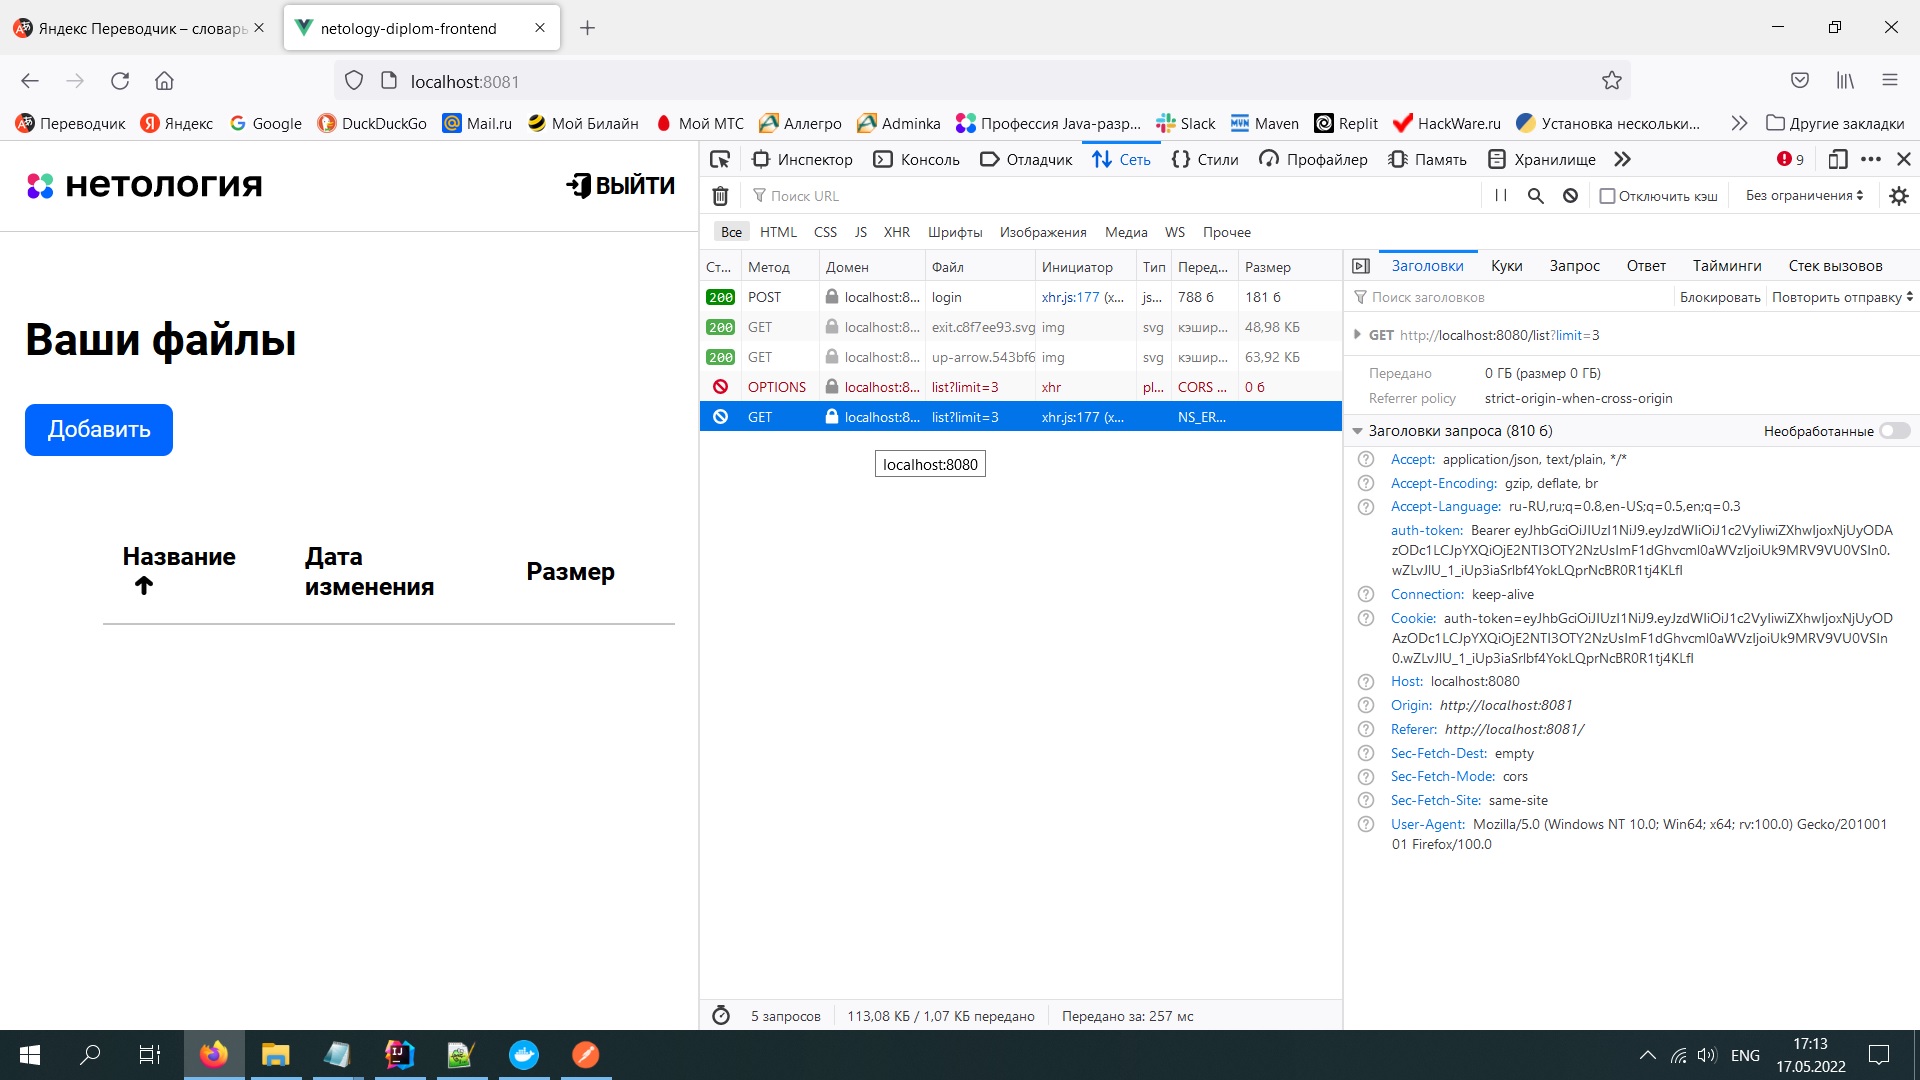 Яндекс Переводчик – словарь
netology-diplom-frontend
localhost:8081
Переводчик
Яндекс
Google
DuckDuckGo
Mail.ru
Мой Билайн
Мой МТС
Аллегро
Adminka
Профессия Java-разр...
Slack
Maven
Replit
HackWare.ru
Установка нескольки...
Другие закладки
нетология
ВЫЙТИ
Ваши файлы
Добавить
Название
Дата изменения
Размер
Инспектор
Консоль
Отладчик
Сеть
Стили
Профайлер
Память
Хранилище
9
Поиск URL
Отключить кэш
Без ограничения
Все HTML CSS JS XHR Шрифты Изображения Медиа WS Прочее
Ст... Метод Домен Файл Инициатор Тип Перед... Размер
200 POST localhost:8... login xhr.js:177 (x... js... 788 б 181 б
200 GET localhost:8... exit.c8f7ee93.svg img svg кэшир... 48,98 КБ
200 GET localhost:8... up-arrow.543bf6 img svg кэшир... 63,92 КБ
OPTIONS localhost:8... list?limit=3 xhr pl... CORS ... 0 б
GET localhost:8... list?limit=3 xhr.js:177 (x... NS_ER...
localhost:8080
5 запросов
113,08 КБ / 1,07 КБ передано
Передано за: 257 мс
Заголовки Куки Запрос Ответ Тайминги Стек вызовов
Поиск заголовков
Блокировать
Повторить отправку
GET http://localhost:8080/list?limit=3
Передано 0 ГБ (размер 0 ГБ)
Referrer policy strict-origin-when-cross-origin
Заголовки запроса (810 б)
Необработанные
Accept: application/json, text/plain, */*
Accept-Encoding: gzip, deflate, br
Accept-Language: ru-RU,ru;q=0.8,en-US;q=0.5,en;q=0.3
auth-token: Bearer
Connection: keep-alive
Cookie:
Host: localhost:8080
Origin: http://localhost:8081
Referer: http://localhost:8081/
Sec-Fetch-Dest: empty
Sec-Fetch-Mode: cors
Sec-Fetch-Site: same-site
User-Agent: Mozilla/5.0 (Windows NT 10.0; Win64; x64; rv:100.0) Gecko/201001
01 Firefox/100.0
ENG
17:13
17.05.2022